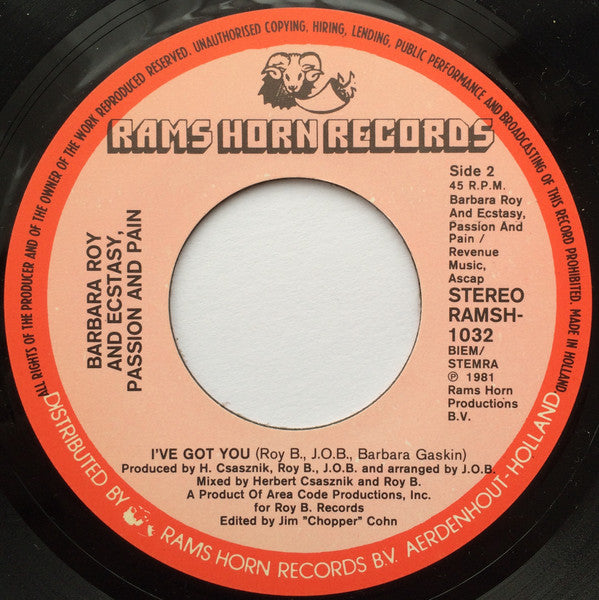 ALL RIGHTS OF THE PRODUCER AND OF THE OWNER OF THE WORK REPRODUCED RESERVED. UNAUTHORISED COPYING, HIRING, LENDING, PUBLIC PERFORMANCE AND BROADCASTING OF THIS RECORD PROHIBITED. MADE IN HOLLAND
RAMS HORN RECORDS
BARBARA ROY
AND ECSTASY,
PASSION AND PAIN
Side 2
45 R.P.M.
Barbara Roy
And Ecstasy,
Passion And
Pain /
Revenue
Music,
Ascap
STEREO
RAMSH-
1032
BIEM/
STEMRA
℗ 1981
Rams Horn
Productions
B.V.
I'VE GOT YOU (Roy B., J.O.B., Barbara Gaskin)
Produced by H. Csasznik, Roy B., J.O.B. and arranged by J.O.B.
Mixed by Herbert Csasznik and Roy B.
A Product Of Area Code Productions, Inc.
for Roy B. Records
Edited by Jim "Chopper" Cohn
DISTRIBUTED BY RAMS HORN RECORDS B.V. AERDENHOUT-HOLLAND